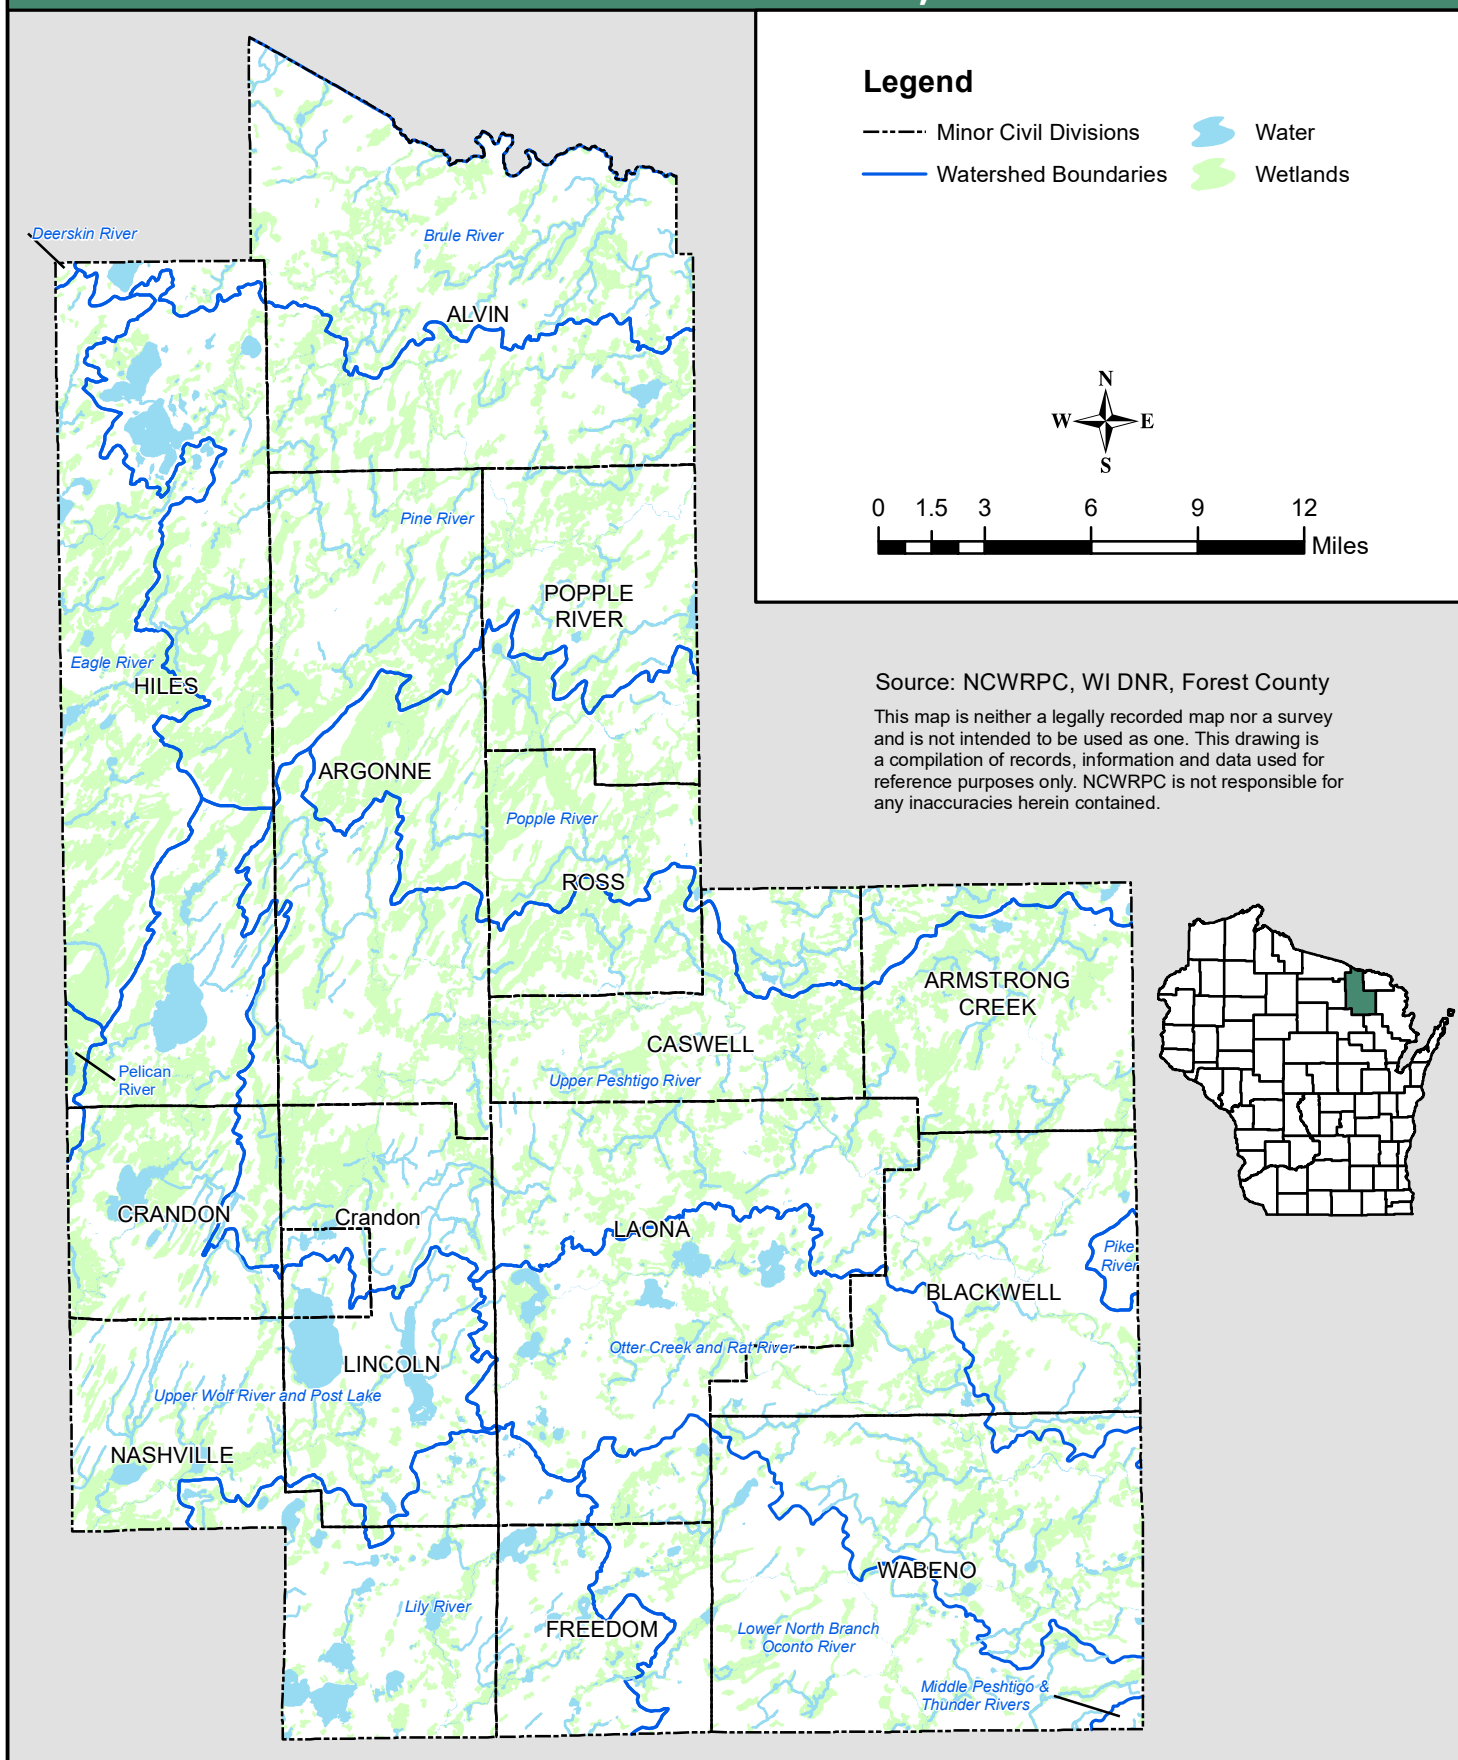 Legend
Minor Civil Divisions
Water
Watershed Boundaries
Wetlands
N
W
E
S
0 1.5 3 6 9 12
Miles
Source: NCWRPC, WI DNR, Forest County
This map is neither a legally recorded map nor a survey
and is not intended to be used as one. This drawing is
a compilation of records, information and data used for
reference purposes only. NCWRPC is not responsible for
any inaccuracies herein contained.
Deerskin River
Brule River
ALVIN
Pine River
POPPLE
RIVER
Eagle River
HILES
ARGONNE
Popple River
ROSS
ARMSTRONG
CREEK
CASWELL
Upper Peshtigo River
Pelican
River
CRANDON
Crandon
LAONA
Pike
River
BLACKWELL
Otter Creek and Rat River
LINCOLN
Upper Wolf River and Post Lake
NASHVILLE
WABENO
Lily River
FREEDOM
Lower North Branch
Oconto River
Middle Peshtigo &
Thunder Rivers